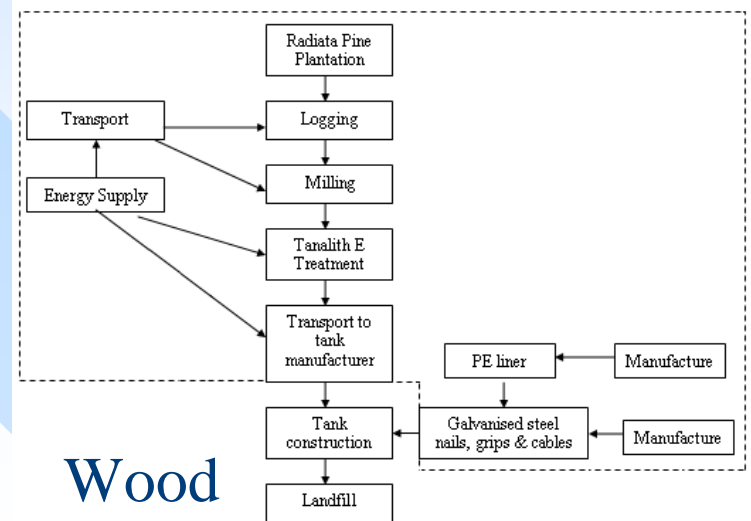 Radiata Pine
Plantation
Transport
Logging
Milling
Energy Supply
Tanalith E
Treatment
Transport to
tank
manufacturer
PE liner
Manufacture
Tank
construction
Galvanised steel
nails, grips & cables
Manufacture
Wood
Landfill